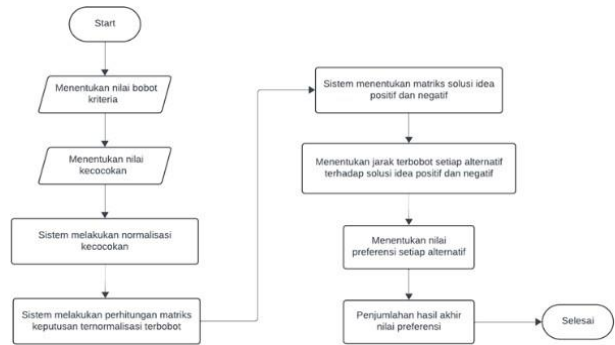 Start
Menentukan nilai bobot
kriteria
Menentukan nilai
kecocokan
Sistem melakukan normalisasi
kecocokan
Sistem melakukan perhitungan matriks
keputusan ternormalisasi terbobot
Sistem menentukan matriks solusi idea
positif dan negatif
Menentukan jarak terbobot setiap alternatif
terhadap solusi idea positif dan negatif
Menentukan nilai
preferensi setiap alternatif
Penjumlahan hasil akhir
nilai preferensi
Selesai